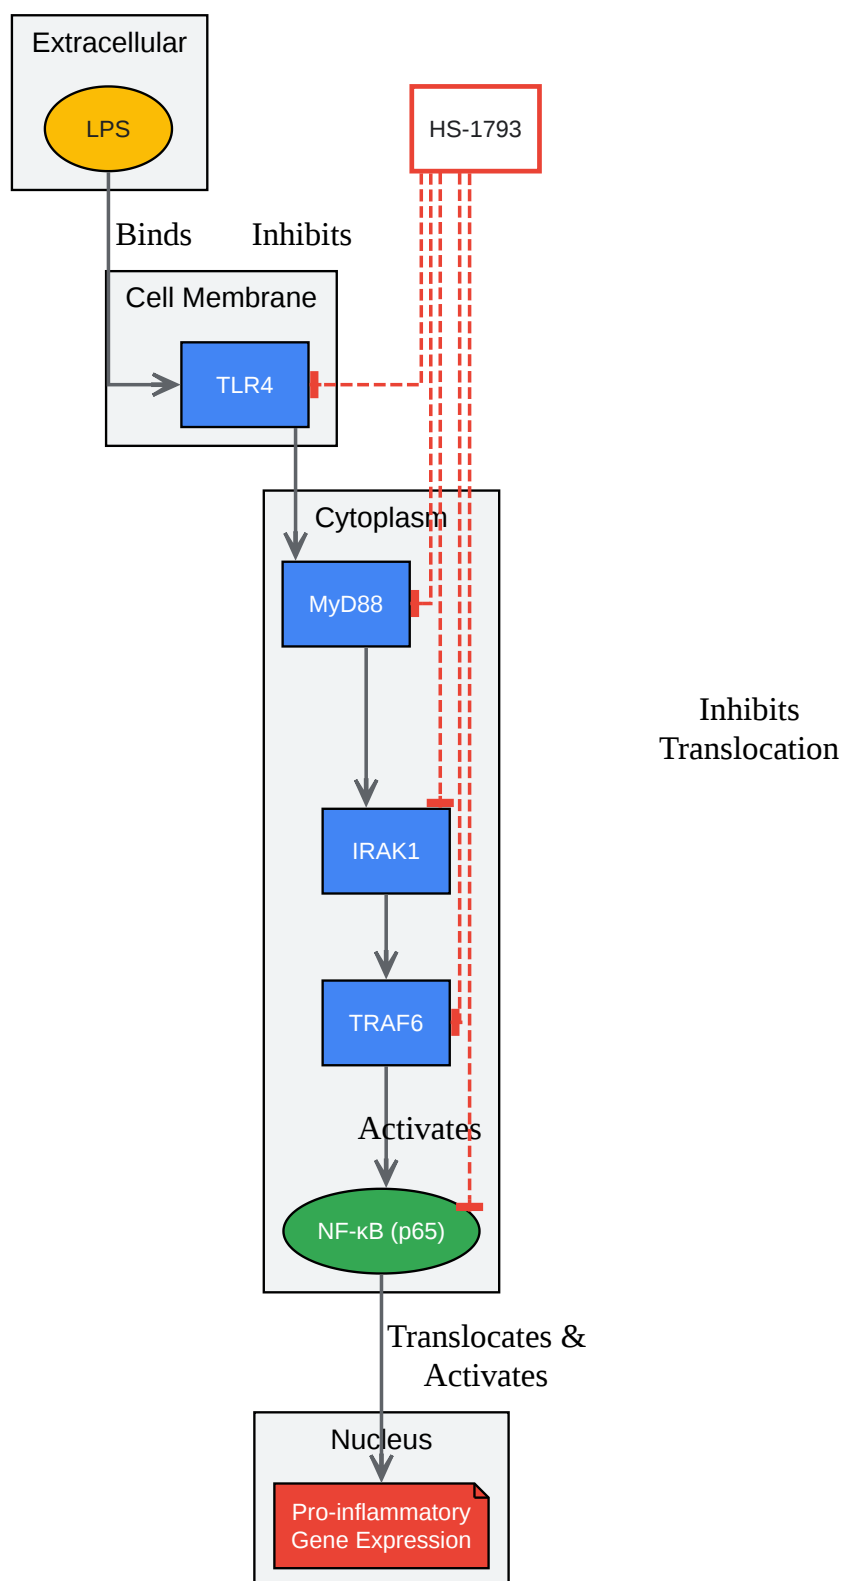 Extracellular
LPS
HS-1793
Binds
Inhibits
Cell Membrane
TLR4
Cytoplasm
MyD88
Inhibits
Translocation
IRAK1
TRAF6
Activates
NF-κB (p65)
Translocates &
Activates
Nucleus
Pro-inflammatory
Gene Expression